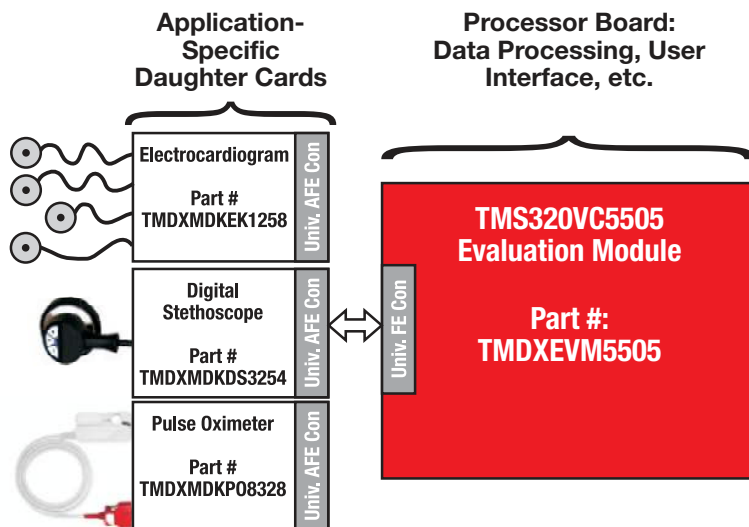 Application-
Specific
Daughter Cards
Processor Board:
Data Processing, User
Interface, etc.
Electrocardiogram
Part #
TMDXMDKEK1258
Univ. AFE Con
Digital
Stethoscope
Part #
TMDXMDKDS3254
Univ. AFE Con
Pulse Oximeter
Part #
TMDXMDKPO8328
Univ. AFE Con
Univ. FE Con
TMS320VC5505
Evaluation Module
Part #:
TMDXEVM5505